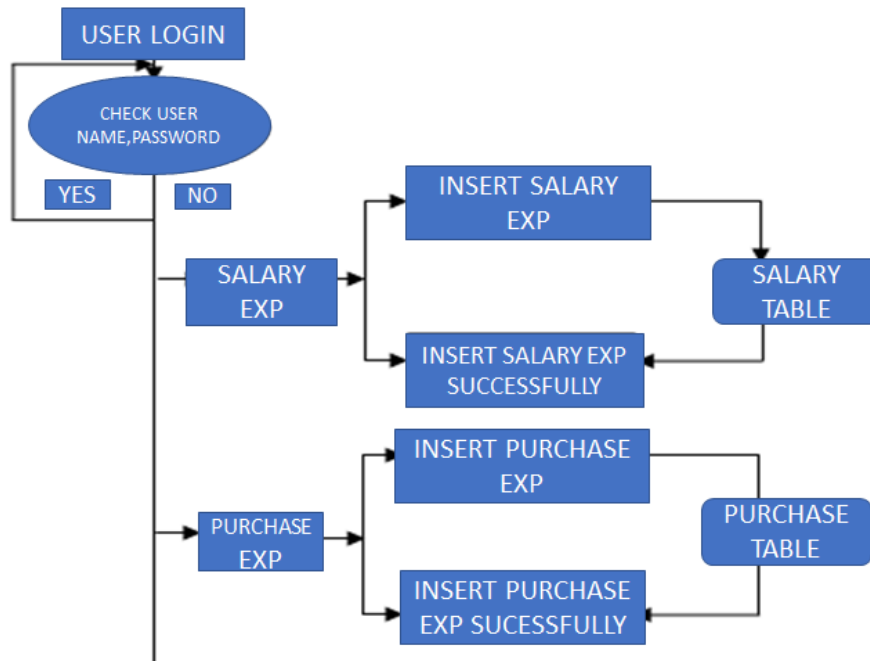 USER LOGIN
CHECK USER
NAME,PASSWORD
YES
NO
INSERT SALARY
EXP
SALARY
EXP
SALARY
TABLE
INSERT SALARY EXP
SUCCESSFULLY
INSERT PURCHASE
EXP
PURCHASE
EXP
PURCHASE
TABLE
INSERT PURCHASE
EXP SUCESSFULLY